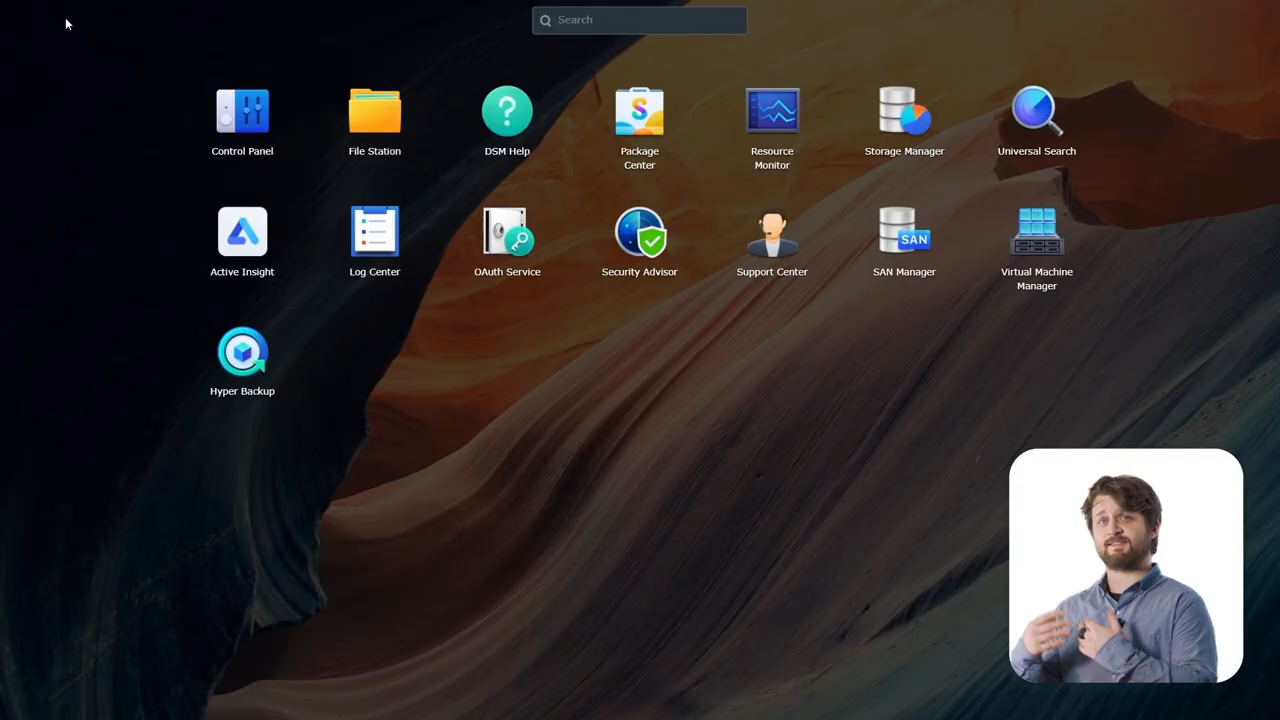 Search
Control Panel
File Station
DSM Help
Package
Center
Resource
Monitor
Storage Manager
Universal Search
Active Insight
Log Center
OAuth Service
Security Advisor
Support Center
SAN
SAN Manager
Virtual Machine
Manager
Hyper Backup